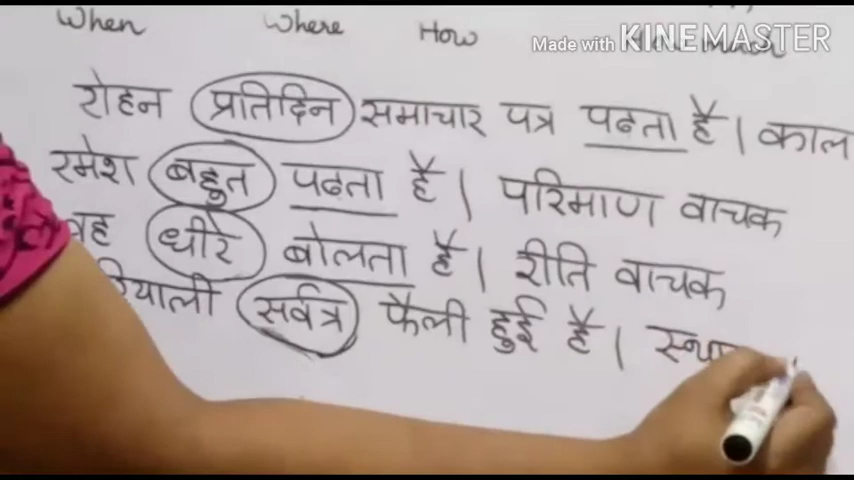 When Where How
Made with KINEMASTER
रोहन प्रतिदिन समाचार पत्र पढता है। काल
रमेश बहुत पढता है। परिमाण वाचक
वह धीरे बोलता है। रीति वाचक
सर्वत्र फैली हुई है।